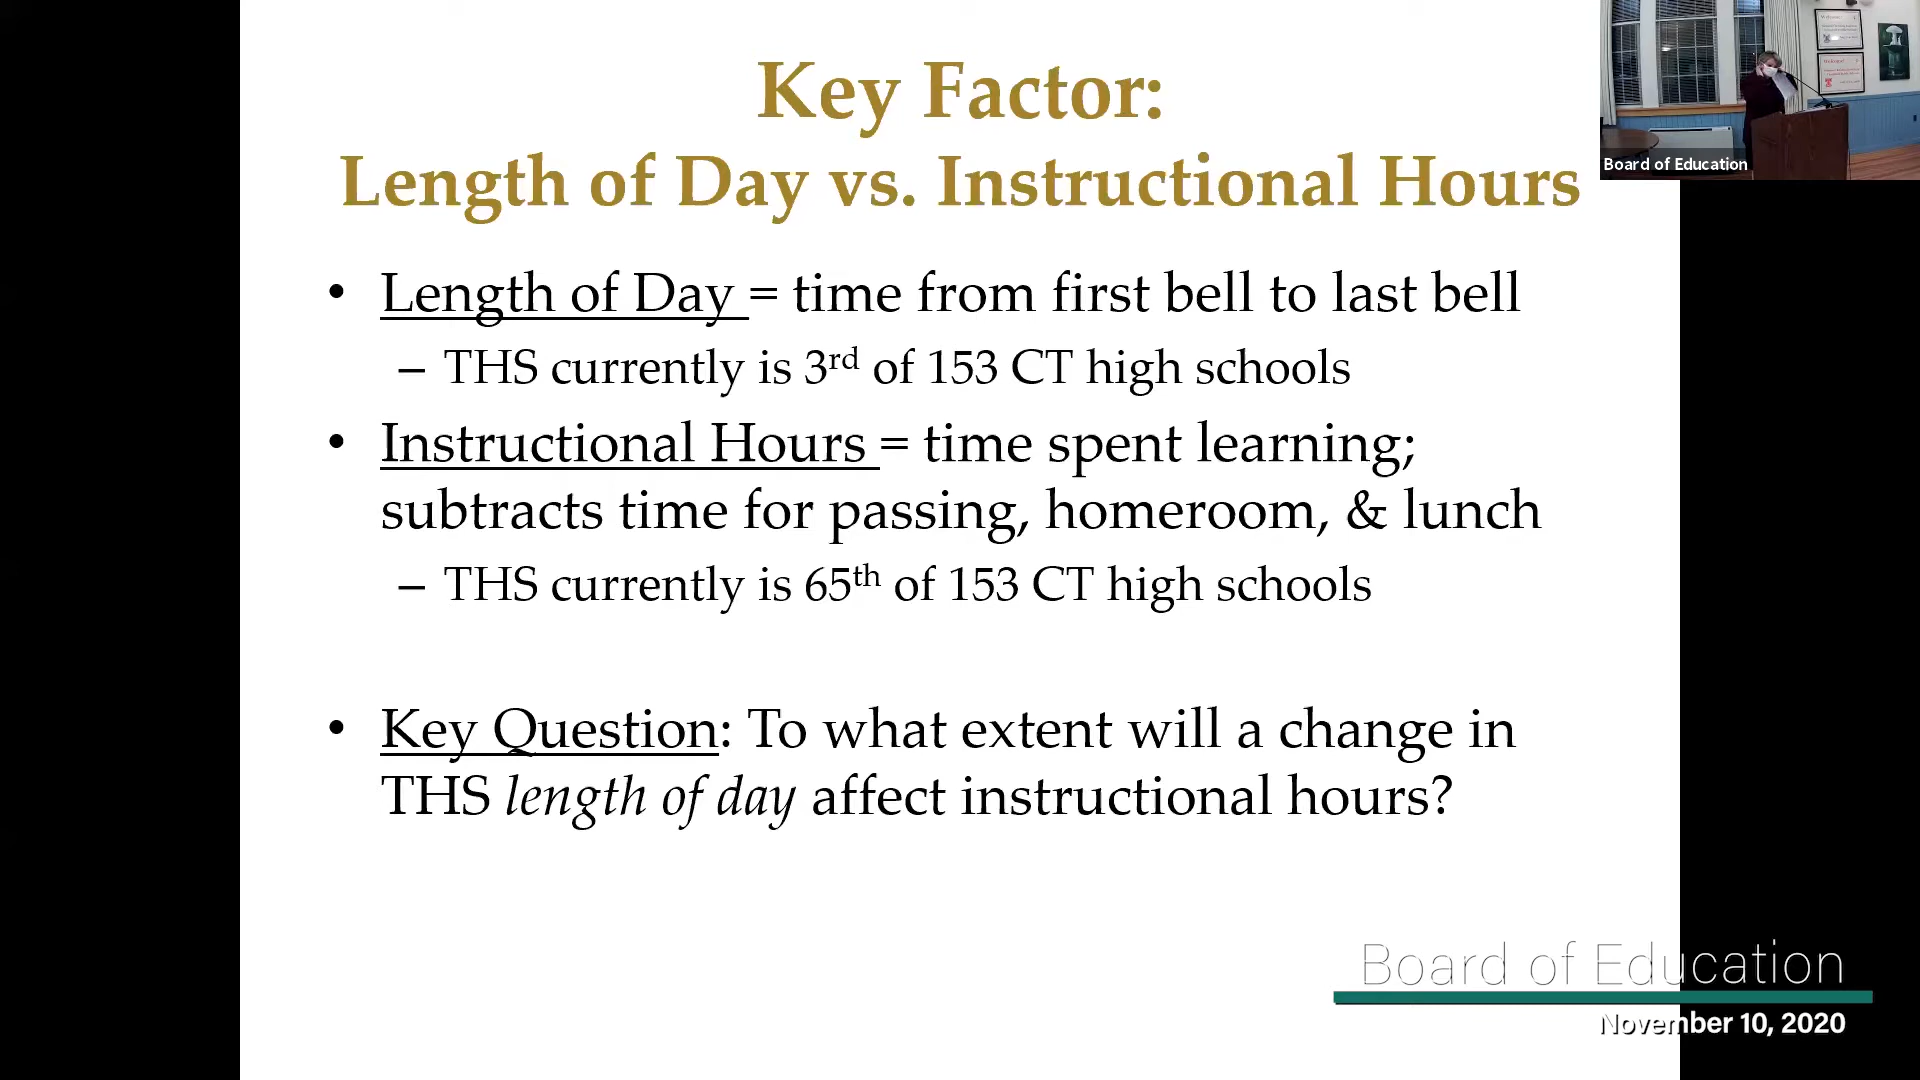 Key Factor:
Length of Day vs. Instructional Hours
• Length of Day = time from first bell to last bell
– THS currently is 3rd of 153 CT high schools
• Instructional Hours = time spent learning;
subtracts time for passing, homeroom, & lunch
– THS currently is 65th of 153 CT high schools
• Key Question: To what extent will a change in
THS length of day affect instructional hours?
Board of Education
Board of Education
November 10, 2020